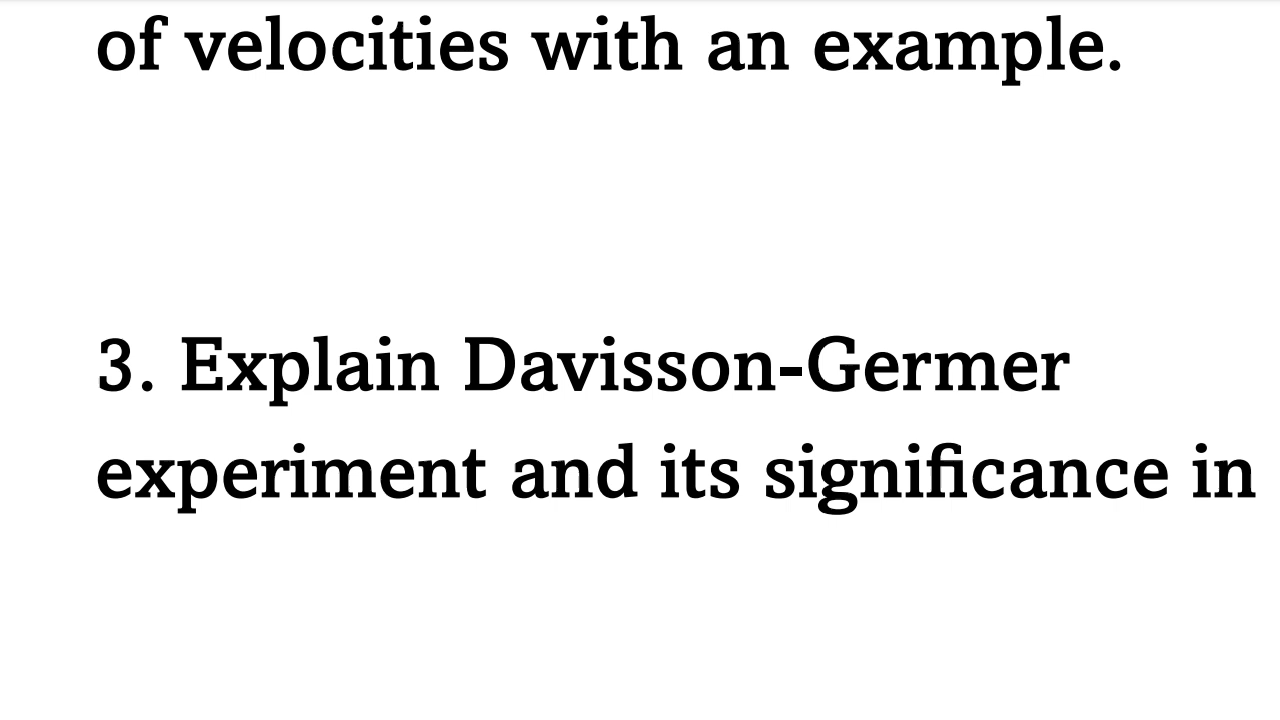 of velocities with an example.
3. Explain Davisson-Germer
experiment and its significance in